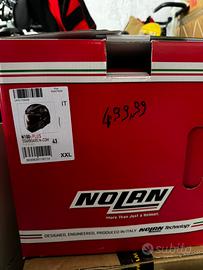 IT
499,99
N100-5 PLUS
XXL
NOLAN
More Than Just a Helmet.
DESIGNED, ENGINEERED, PRODUCED IN ITALY NOLAN Technology
subito